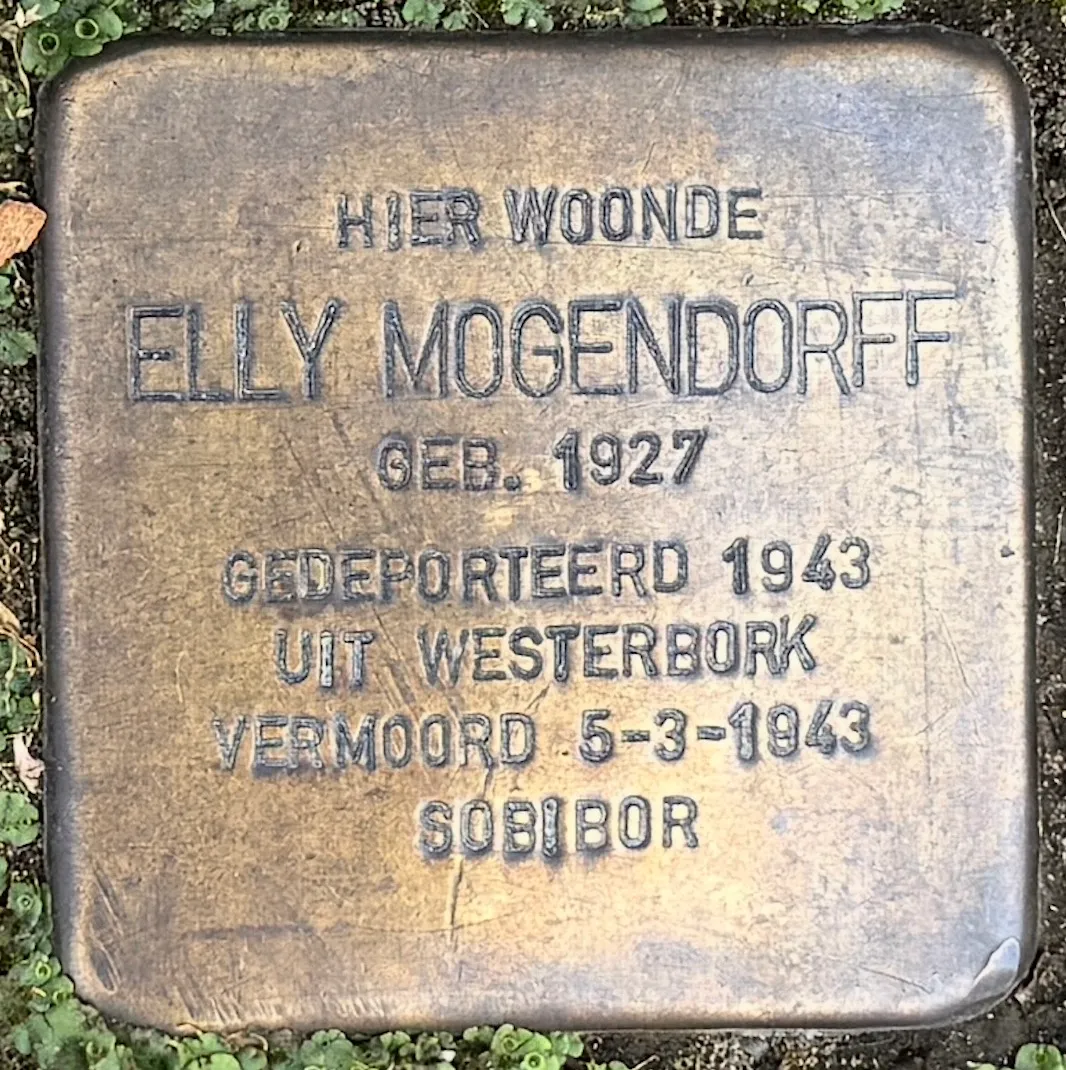 HIER WOONDE
ELLY MOGENDORFF
GEB. 1927
GEDEPORTEERD 1943
UIT WESTERBORK
VERMOORD 5-3-1943
SOBIBOR